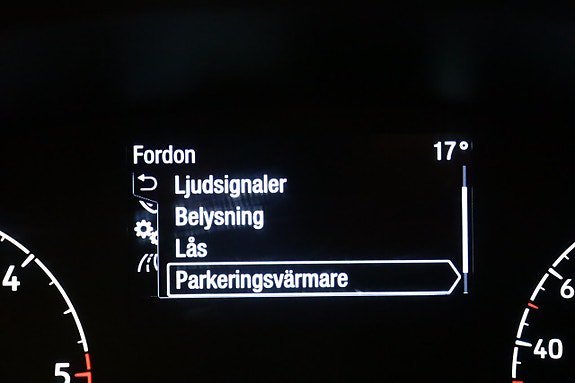 Fordon 17°
Ljudsignaler
Belysning
Lås
Parkeringsvärmare
4
5
6
40